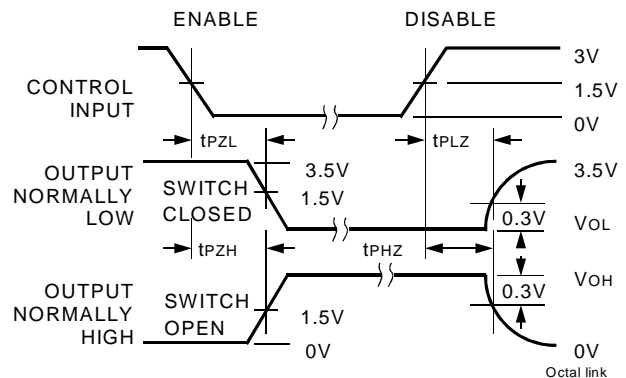 ENABLE DISABLE
3V
CONTROL
INPUT
1.5V
0V
tPZL tPLZ
OUTPUT
NORMALLY
LOW
SWITCH
CLOSED
3.5V
1.5V
3.5V
0.3V
VOL
tPZH tPHZ
OUTPUT
NORMALLY
HIGH
SWITCH
OPEN
1.5V
0V
VOH
0.3V
0V
Octal link